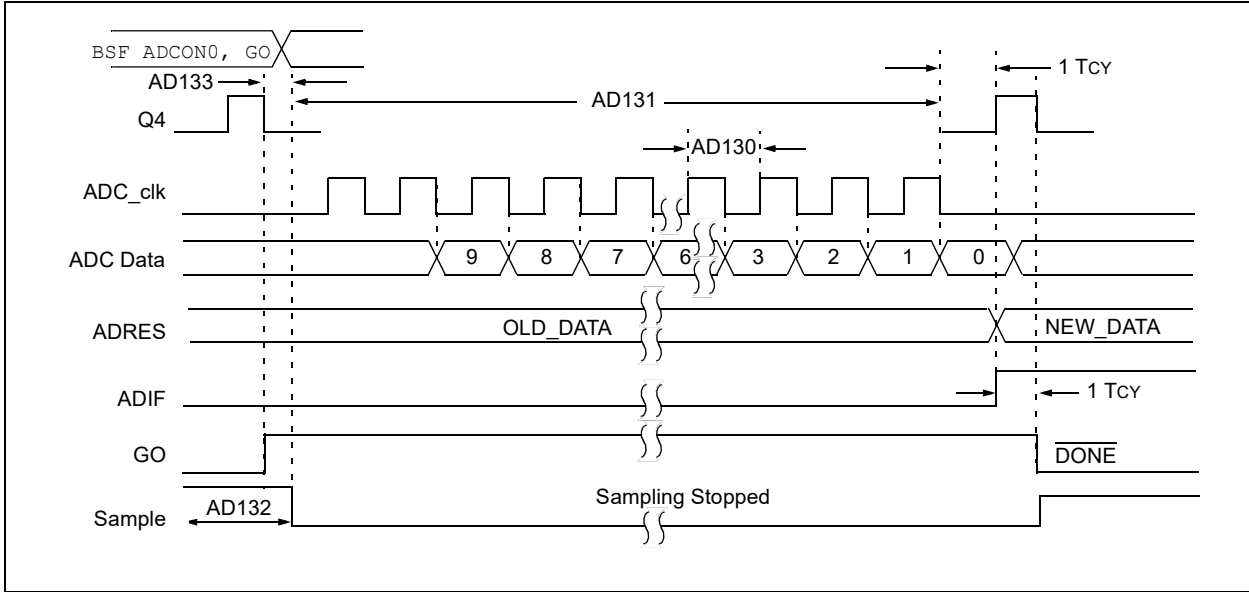 BSF ADCON0, GO
AD133
1 TCY
AD131
Q4
AD130
ADC_clk
ADC Data 9 8 7 6 3 2 1 0
ADRES OLD_DATA NEW_DATA
ADIF 1 TCY
GO DONE
Sampling Stopped
AD132
Sample